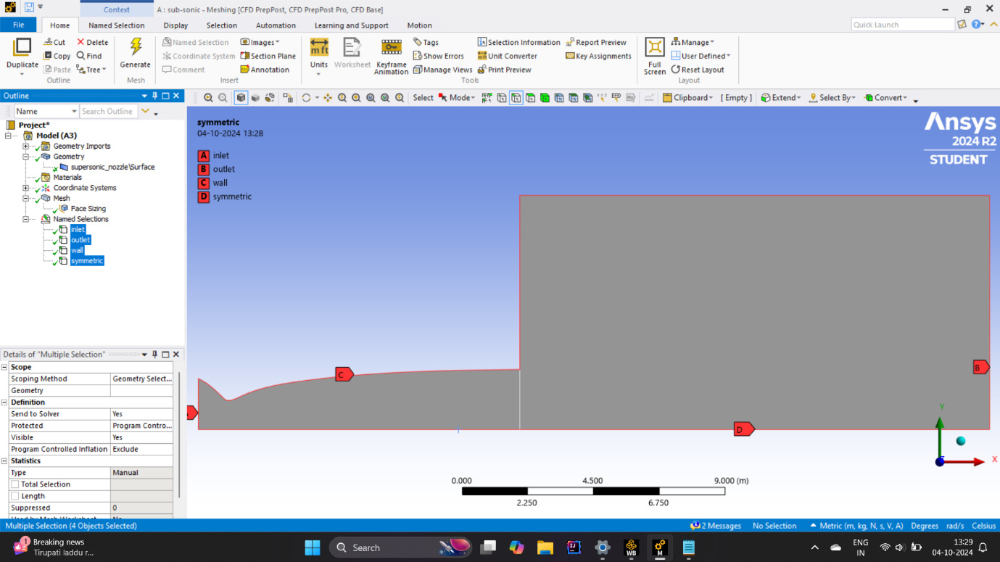 Context
A : sub-sonic - Meshing [CFD PrepPost, CFD PrepPost Pro, CFD Base]
File Home Named Selection Display Selection Automation Learning and Support Motion
Quick Launch
Duplicate
Cut
Copy
Paste
Delete
Find
Tree
Outline
Generate
Mesh
Named Selection
Coordinate System
Comment
Images
Section Plane
Annotation
Insert
mft
Units
Worksheet
Keyframe Animation
Tags
Show Errors
Manage Views
Selection Information
Unit Converter
Print Preview
Report Preview
Key Assignments
Tools
Full Screen
Manage
User Defined
Reset Layout
Layout
Outline
Select Mode Clipboard [ Empty ] Extend Select By Convert
Name Search Outline
Project*
Model (A3)
Geometry Imports
Geometry
supersonic_nozzle\Surface
Materials
Coordinate Systems
Mesh
Face Sizing
Named Selections
inlet
outlet
wall
symmetric
symmetric
04-10-2024 13:28
A inlet
B outlet
C wall
D symmetric
Ansys
2024 R2
STUDENT
C
B
D
Y
X
0.000 4.500 9.000 (m)
2.250 6.750
Details of "Multiple Selection"
Scope
Scoping Method Geometry Select...
Geometry
Definition
Send to Solver Yes
Protected Program Contro...
Visible Yes
Program Controlled Inflation Exclude
Statistics
Type Manual
Total Selection
Length
Suppressed 0
Multiple Selection (4 Objects Selected)
2 Messages No Selection Metric (m, kg, N, s, V, A) Degrees rad/s Celsius
1
Breaking news
Tirupati laddu r...
Search
WB
M
ENG
IN
13:29
04-10-2024